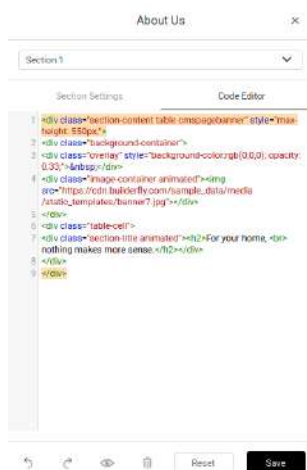 About Us ×
Section 1
Section Settings Code Editor
1 <div class="section-content table-cmspagebanner" style="max-
height: 550px;">
2 <div class="background-container">
3 <div class="overlay" style="background-color:rgb(0,0,0); opacity:
0.33;">&nbsp;</div>
4 <div class="image-container animated"><img
src="https://cdn.builderfly.com/sample_data/media
/static_templates/banner7.jpg"></div>
5 </div>
6 <div class="table-cell">
7 <div class="section-title animated"><h2>For your home, <br>
nothing makes more sense.</h2></div>
8 </div>
9 </div>
Reset Save